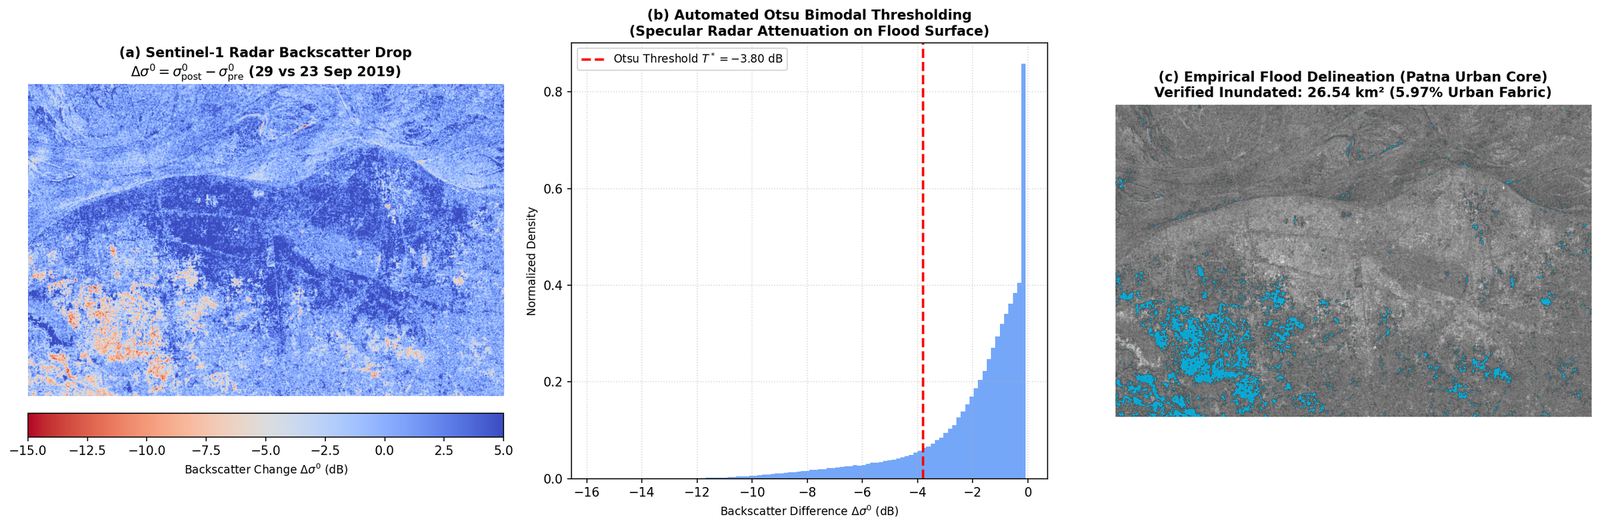 (a) Sentinel-1 Radar Backscatter Drop
Δσ⁰ = σ⁰post − σ⁰pre (29 vs 23 Sep 2019)
−15.0 −12.5 −10.0 −7.5 −5.0 −2.5 0.0 2.5 5.0
Backscatter Change Δσ⁰ (dB)
(b) Automated Otsu Bimodal Thresholding
(Specular Radar Attenuation on Flood Surface)
Otsu Threshold T* = −3.80 dB
Normalized Density
0.8
0.6
0.4
0.2
0.0
−16 −14 −12 −10 −8 −6 −4 −2 0
Backscatter Difference Δσ⁰ (dB)
(c) Empirical Flood Delineation (Patna Urban Core)
Verified Inundated: 26.54 km² (5.97% Urban Fabric)